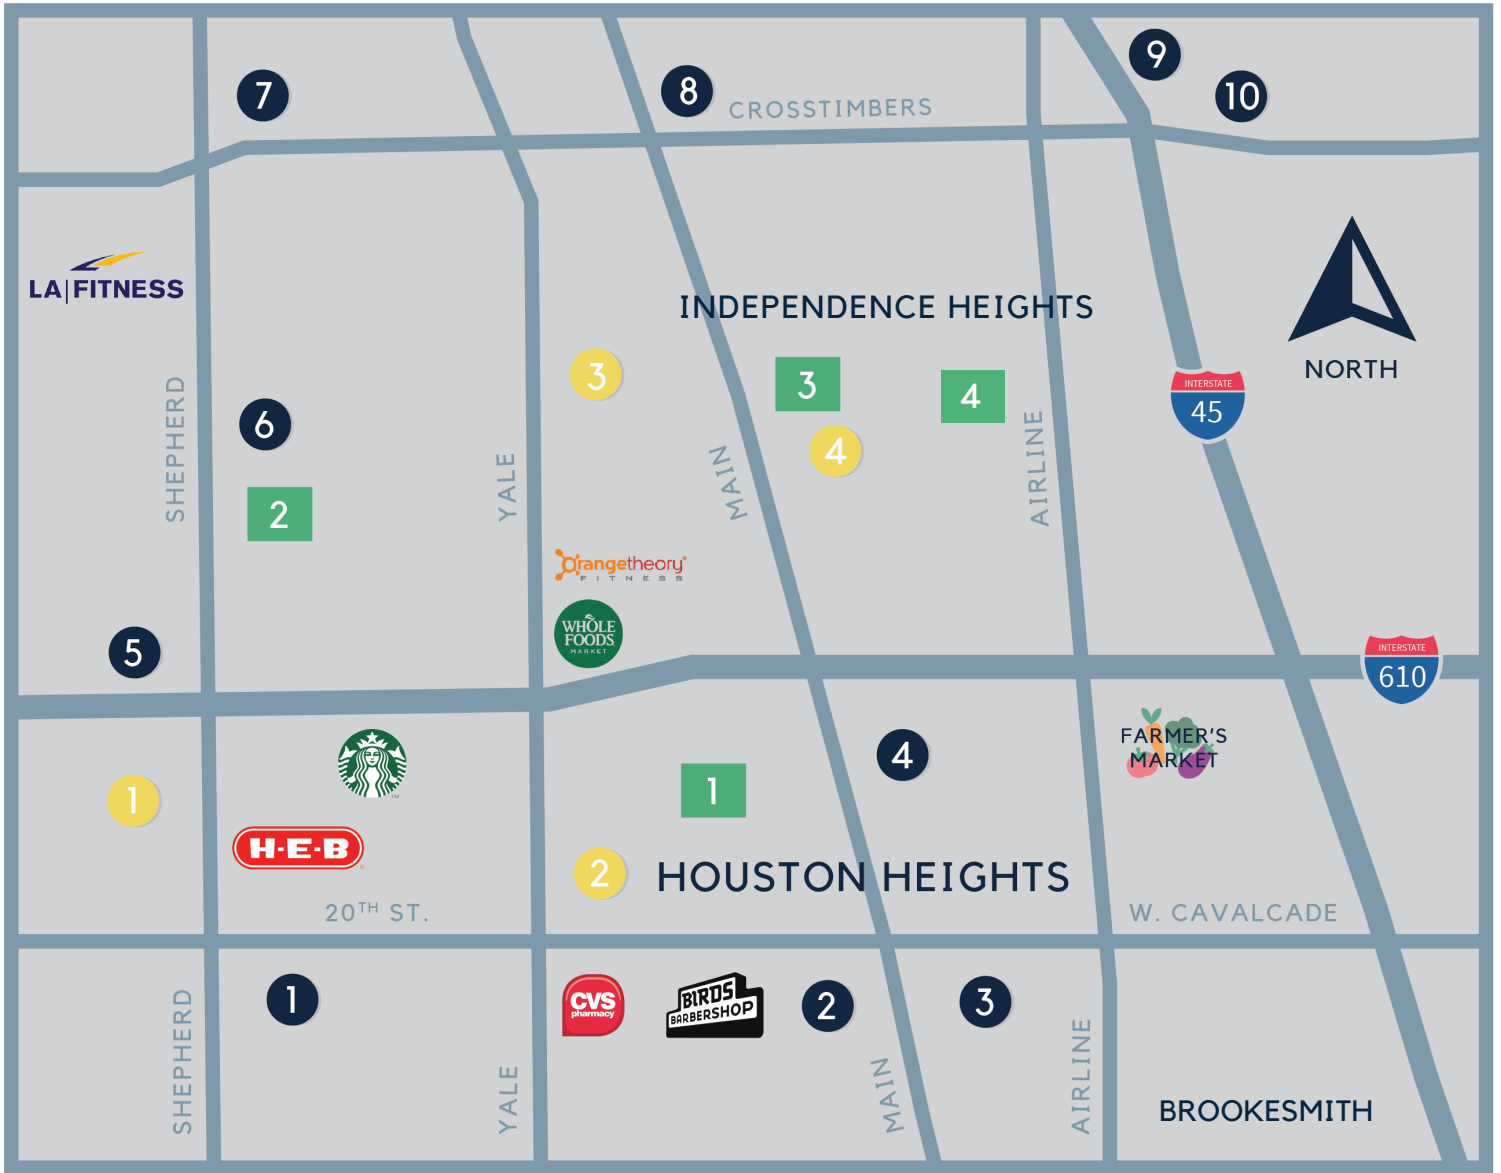 9
7
8
CROSSTIMBERS
10
LA|FITNESS
INDEPENDENCE HEIGHTS
NORTH
3
3
4
INTERSTATE
45
SHEPHERD
6
YALE
MAIN
4
AIRLINE
2
Orangetheory®
FITNESS
WHOLE
FOODS
MARKET
5
INTERSTATE
610
FARMER'S
MARKET
4
1
1
TM
H-E-B®
2
HOUSTON HEIGHTS
20TH ST.
W. CAVALCADE
1
CVS
pharmacy
BIRDS
BARBERSHOP
2
3
SHEPHERD
YALE
MAIN
AIRLINE
BROOKESMITH